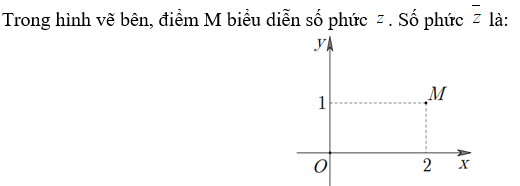 Trong hình vẽ bên, điểm M biểu diễn số phức z . Số phức z̅ là:
y
1
M
O
2
x